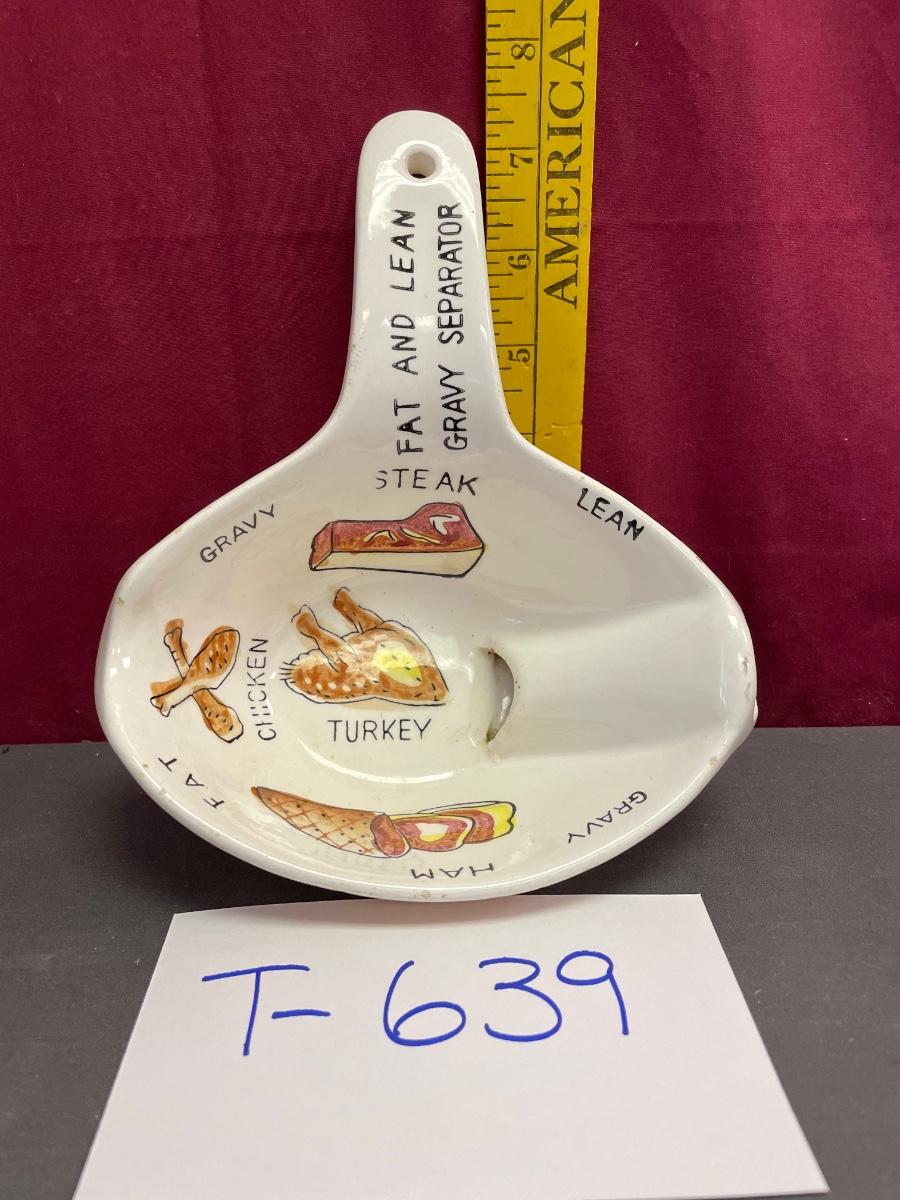 8
7
6
5
AMERICAN
FAT AND LEAN
GRAVY SEPARATOR
STEAK
GRAVY
LEAN
CHICKEN
TURKEY
FAT
GRAVY
HAM
T-639